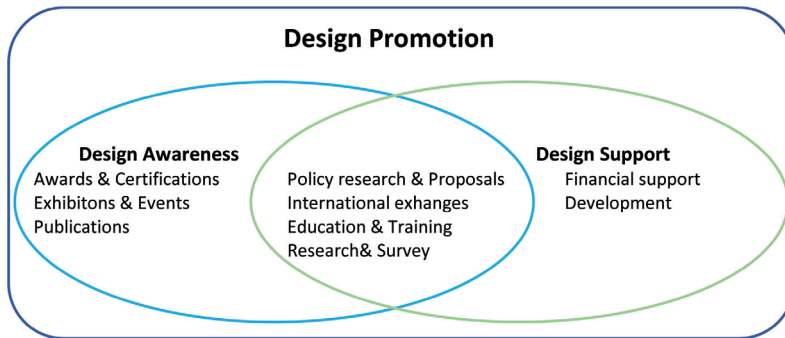 Design Promotion
Design Awareness
Awards & Certifications
Exhibitons & Events
Publications
Policy research & Proposals
International exhanges
Education & Training
Research& Survey
Design Support
Financial support
Development